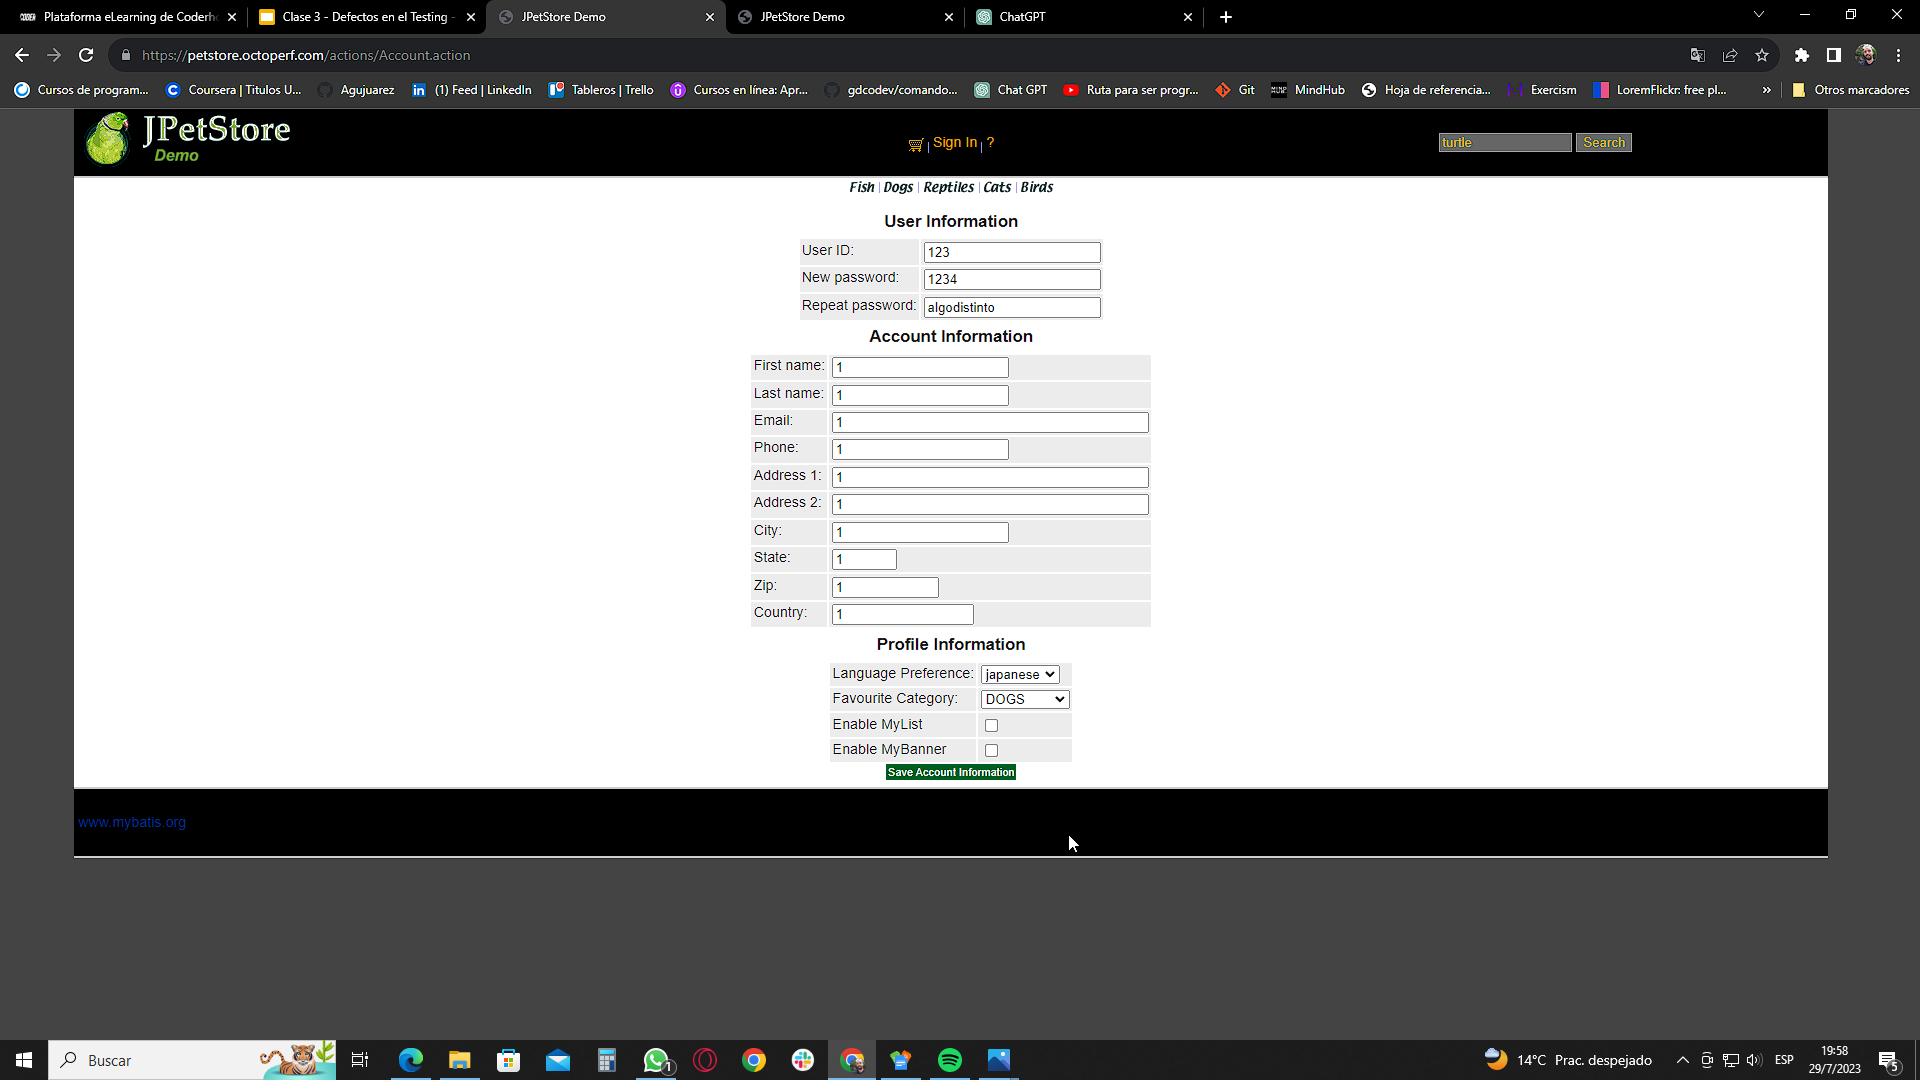 Plataforma eLearning de Coderh
Clase 3 - Defectos en el Testing -
JPetStore Demo
JPetStore Demo
ChatGPT
https://petstore.octoperf.com/actions/Account.action
Cursos de program...
Coursera | Titulos U...
Agujuarez
(1) Feed | LinkedIn
Tableros | Trello
Cursos en línea: Apr...
gdcodev/comando...
Chat GPT
Ruta para ser progr...
Git
MindHub
Hoja de referencia...
Exercism
LoremFlickr: free pl...
»
Otros marcadores
JPetStore
Demo
| Sign In | ?
turtle
Search
Fish | Dogs | Reptiles | Cats | Birds
User Information
User ID: 123
New password: 1234
Repeat password: algodistinto
Account Information
First name: 1
Last name: 1
Email: 1
Phone: 1
Address 1: 1
Address 2: 1
City: 1
State: 1
Zip: 1
Country: 1
Profile Information
Language Preference: japanese
Favourite Category: DOGS
Enable MyList
Enable MyBanner
Save Account Information
www.mybatis.org
Buscar
1
14°C Prac. despejado
ESP
19:58
29/7/2023
5